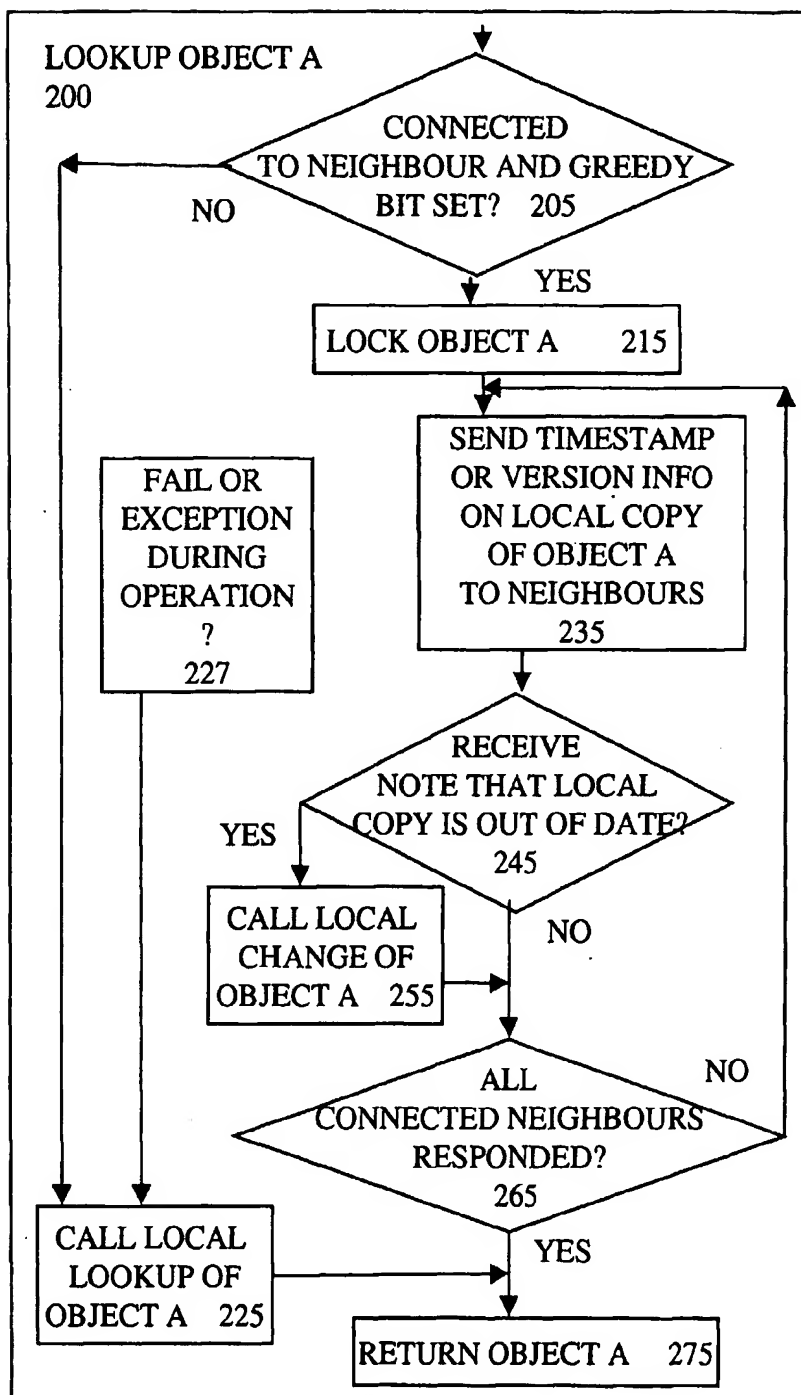 LOOKUP OBJECT A
200
CONNECTED
TO NEIGHBOUR AND GREEDY
BIT SET? 205
NO
YES
LOCK OBJECT A 215
SEND TIMESTAMP
OR VERSION INFO
ON LOCAL COPY
OF OBJECT A
TO NEIGHBOURS
235
FAIL OR
EXCEPTION
DURING
OPERATION
?
227
RECEIVE
NOTE THAT LOCAL
COPY IS OUT OF DATE?
245
YES
NO
CALL LOCAL
CHANGE OF
OBJECT A 255
ALL
CONNECTED NEIGHBOURS
RESPONDED?
265
NO
YES
CALL LOCAL
LOOKUP OF
OBJECT A 225
RETURN OBJECT A 275